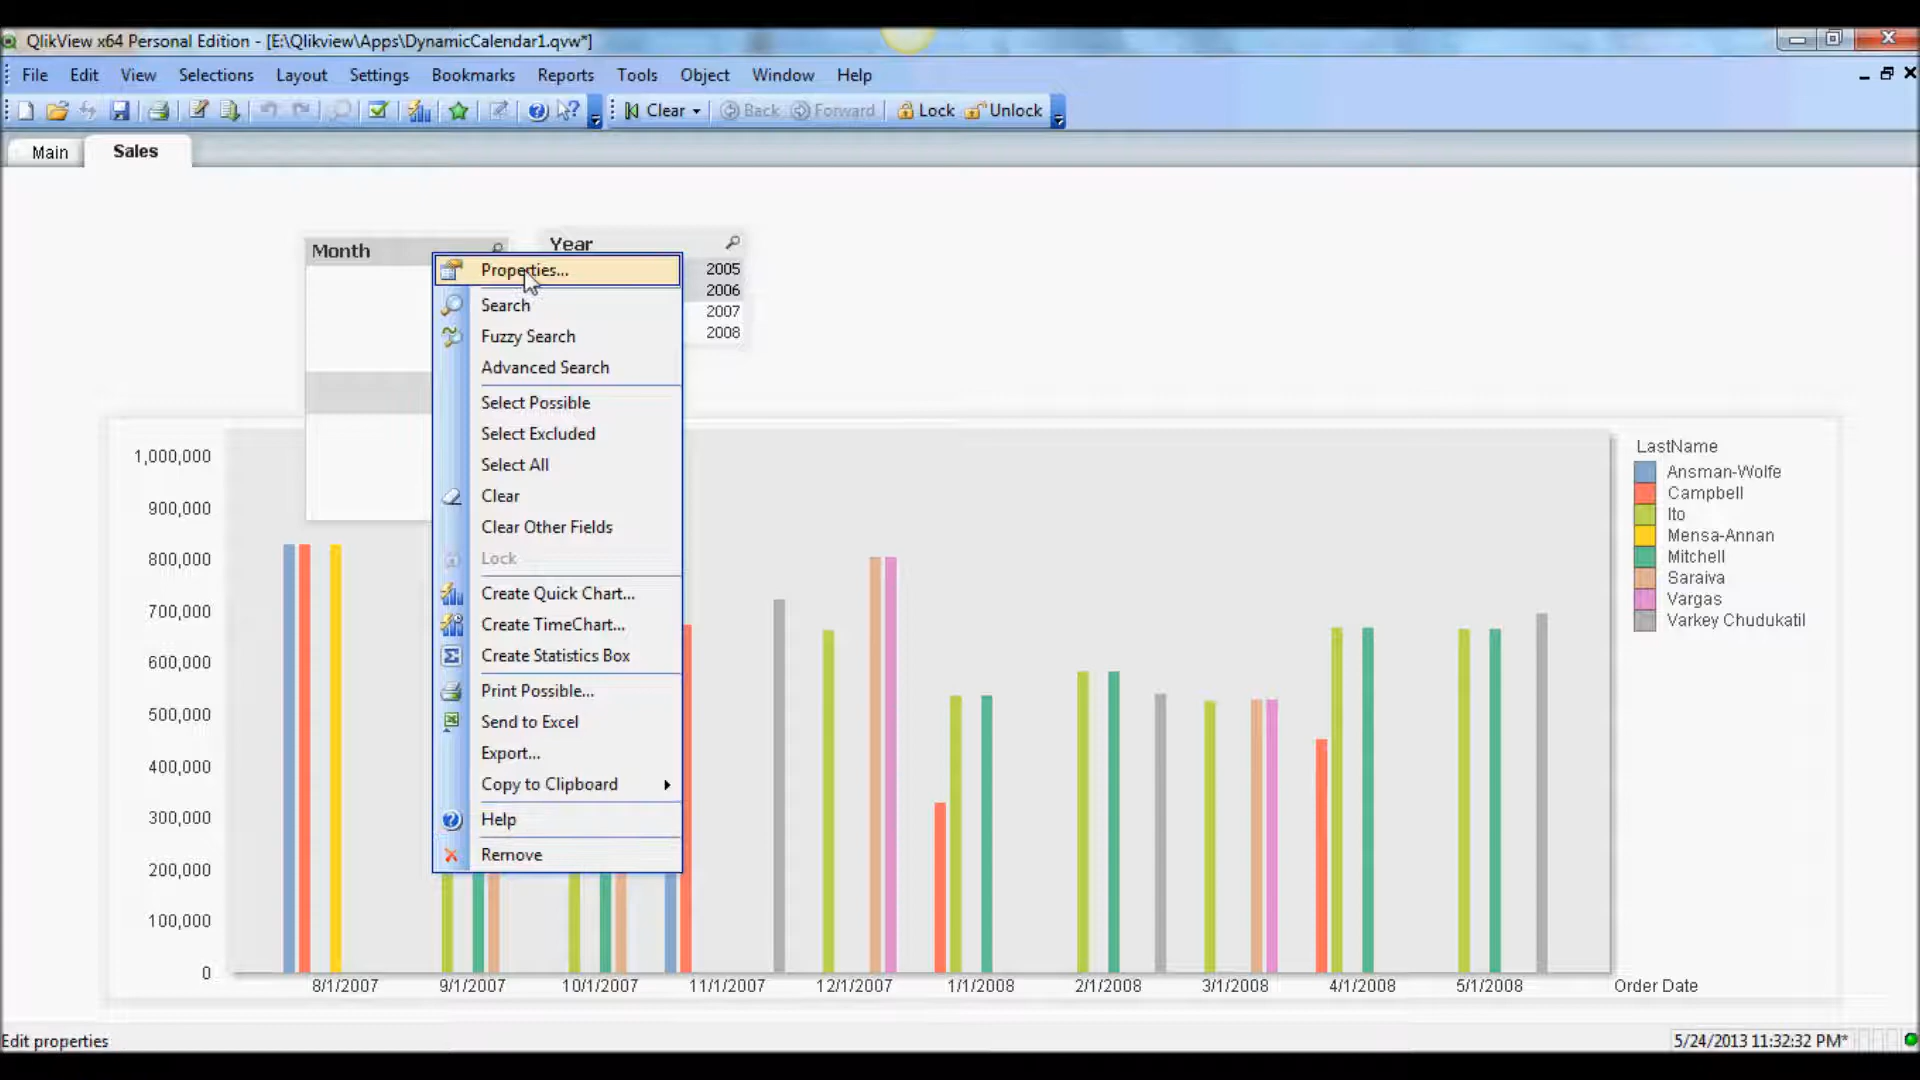 QlikView x64 Personal Edition - [E:\Qlikview\Apps\DynamicCalendar1.qvw*]
File Edit View Selections Layout Settings Bookmarks Reports Tools Object Window Help
Clear Back Forward Lock Unlock
Main Sales
Month
Year
2005
2006
2007
2008
Properties...
Search
Fuzzy Search
Advanced Search
Select Possible
Select Excluded
Select All
Clear
Clear Other Fields
Lock
Create Quick Chart...
Create TimeChart...
Create Statistics Box
Print Possible...
Send to Excel
Export...
Copy to Clipboard
Help
Remove
1,000,000
900,000
800,000
700,000
600,000
500,000
400,000
300,000
200,000
100,000
0
8/1/2007 9/1/2007 10/1/2007 11/1/2007 12/1/2007 1/1/2008 2/1/2008 3/1/2008 4/1/2008 5/1/2008 Order Date
LastName
Ansman-Wolfe
Campbell
Ito
Mensa-Annan
Mitchell
Saraiva
Vargas
Varkey Chudukatil
Edit properties
5/24/2013 11:32:32 PM*